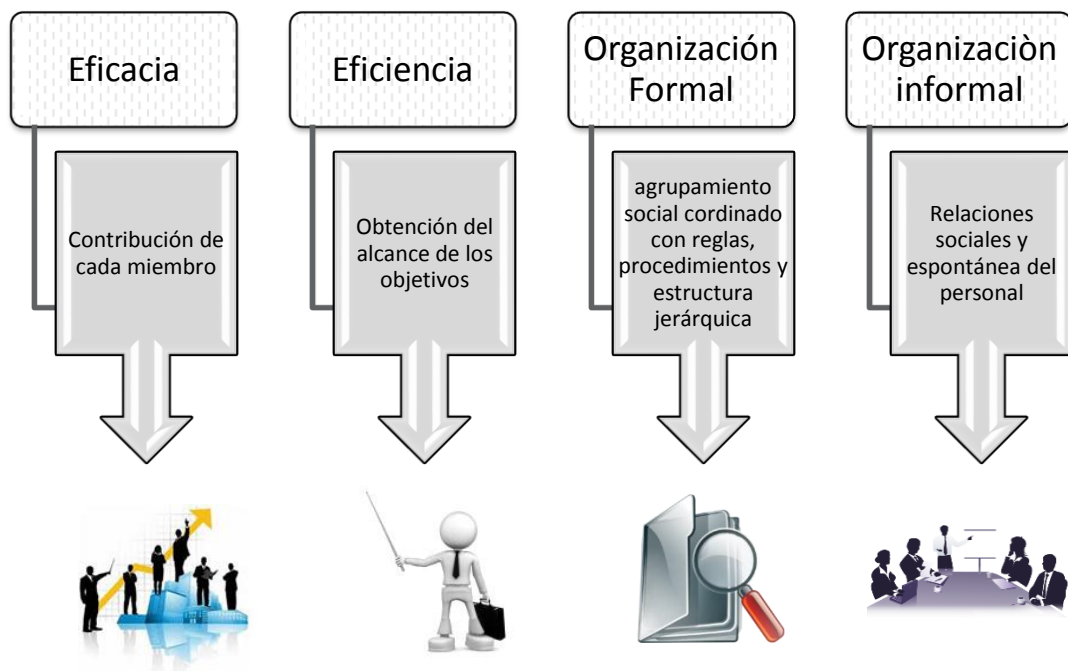 Eficacia
Contribución de
cada miembro
Eficiencia
Obtención del
alcance de los
objetivos
Organización
Formal
agrupamiento
social cordinado
con reglas,
procedimientos y
estructura
jerárquica
Organizaciòn
informal
Relaciones
sociales y
espontánea del
personal